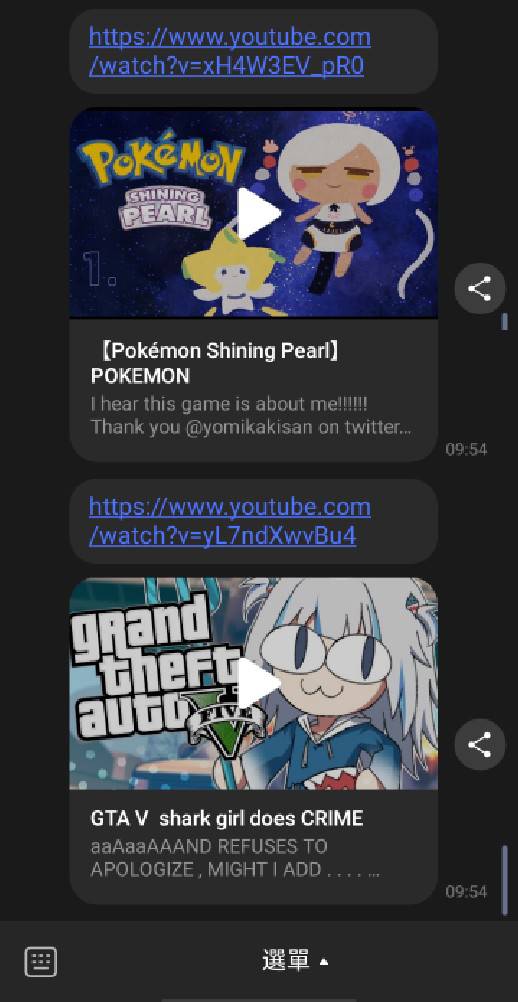 https://www.youtube.com
/watch?v=xH4W3EV_pR0
POKéMON
SHINING
PEARL
1.
【Pokémon Shining Pearl】
POKEMON
I hear this game is about me!!!!!!
Thank you @yomikakisan on twitter...
09:54
https://www.youtube.com
/watch?v=yL7ndXwvBu4
grand
theft
auto V
FIVE
GTA V shark girl does CRIME
aaAaaAAAND REFUSES TO
APOLOGIZE , MIGHT I ADD . . . . ...
09:54
選單